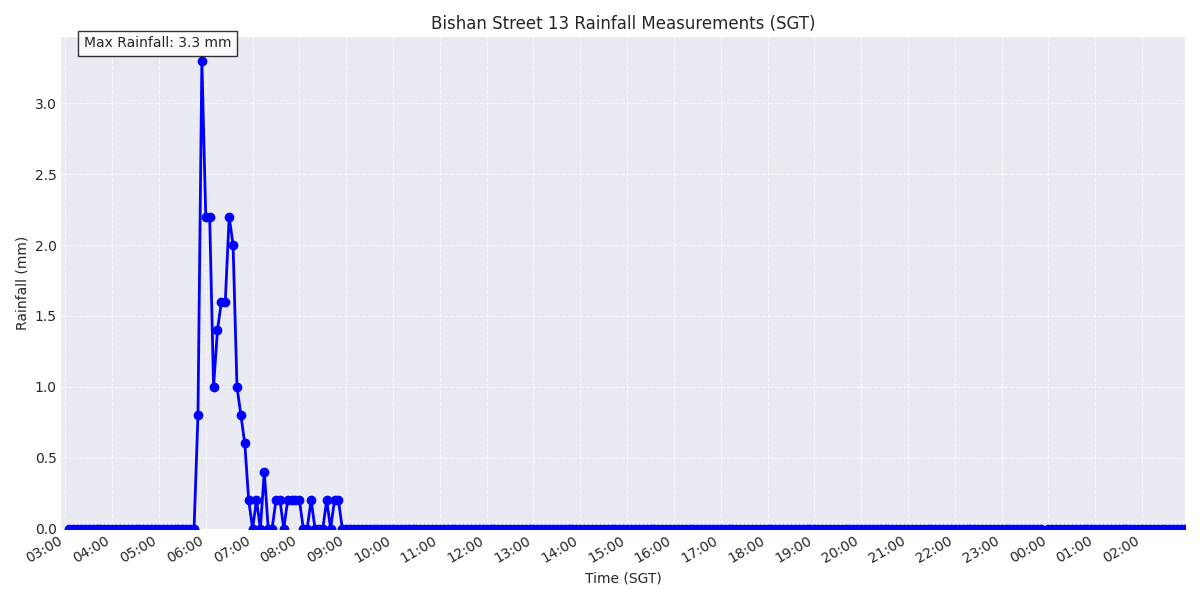 Bishan Street 13 Rainfall Measurements (SGT)
Max Rainfall: 3.3 mm
Rainfall (mm)
3.0
2.5
2.0
1.5
1.0
0.5
0.0
03:00 04:00 05:00 06:00 07:00 08:00 09:00 10:00 11:00 12:00 13:00 14:00 15:00 16:00 17:00 18:00 19:00 20:00 21:00 22:00 23:00 00:00 01:00 02:00
Time (SGT)